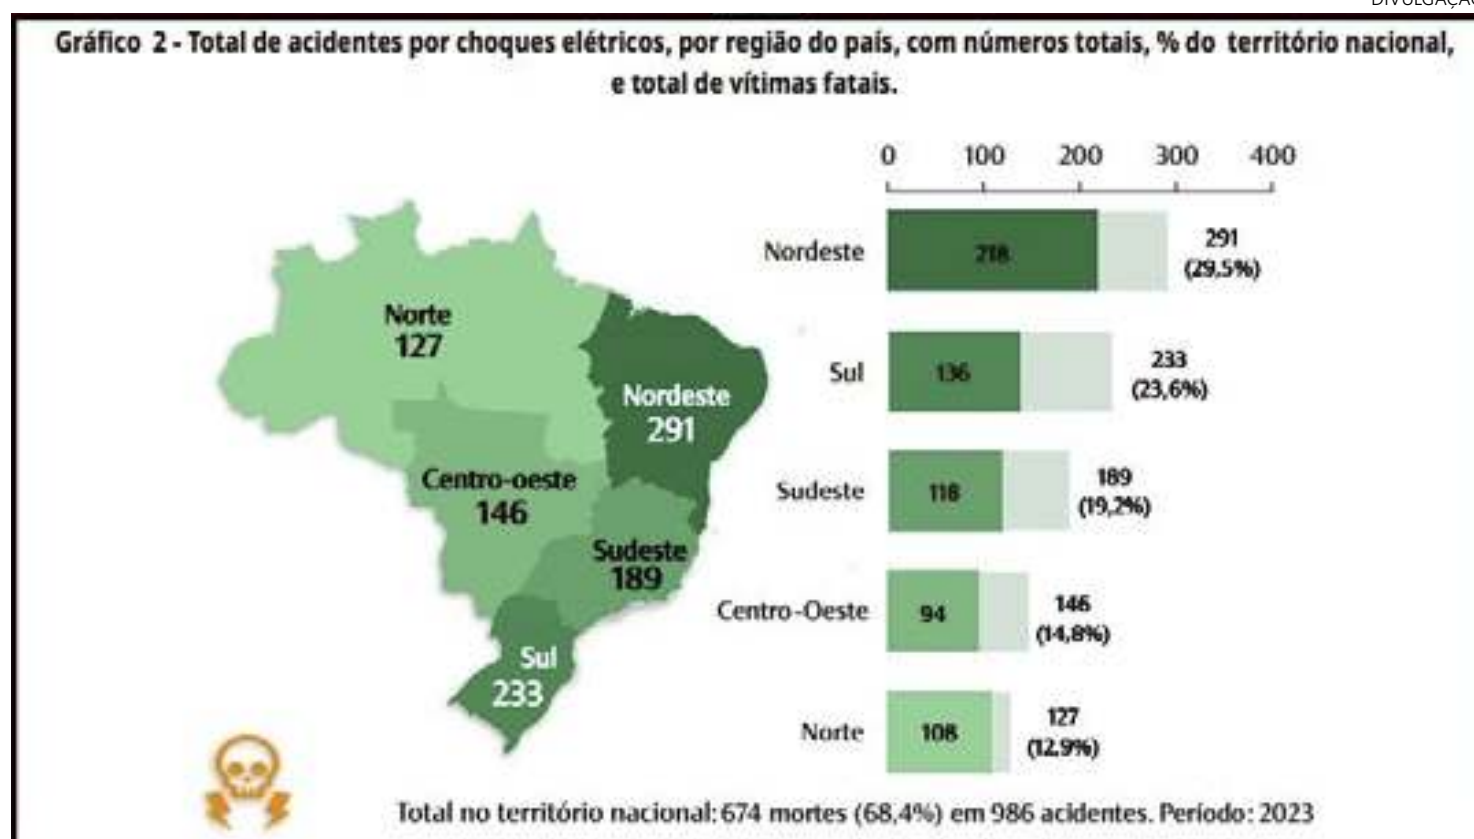 DIVULGAÇÃO
Gráfico 2 - Total de acidentes por choques elétricos, por região do país, com números totais, % do território nacional,
e total de vítimas fatais.
0 100 200 300 400
Nordeste
218
291
(29,5%)
Sul
136
233
(23,6%)
Sudeste
118
189
(19,2%)
Centro-Oeste
94
146
(14,8%)
Norte
108
127
(12,9%)
Norte
127
Nordeste
291
Centro-oeste
146
Sudeste
189
Sul
233
Total no território nacional: 674 mortes (68,4%) em 986 acidentes. Período: 2023